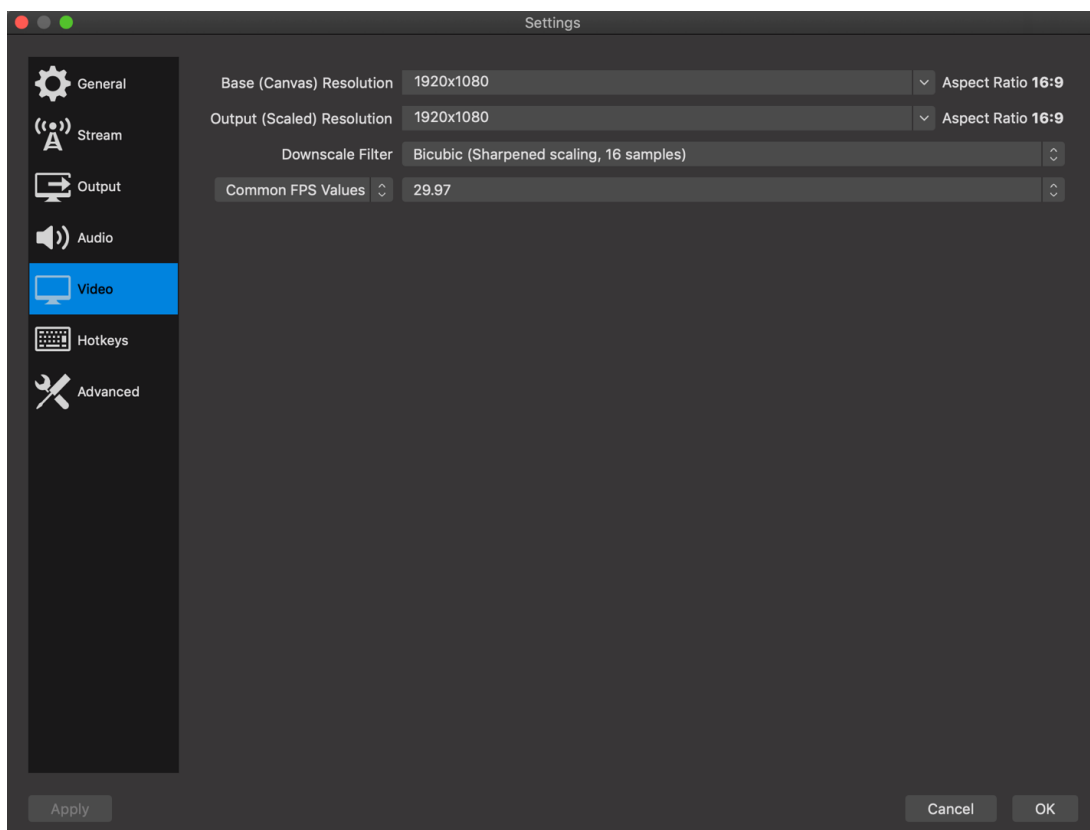 Settings
General
Stream
Output
Audio
Video
Hotkeys
Advanced
Base (Canvas) Resolution 1920x1080 Aspect Ratio 16:9
Output (Scaled) Resolution 1920x1080 Aspect Ratio 16:9
Downscale Filter Bicubic (Sharpened scaling, 16 samples)
Common FPS Values 29.97
Apply Cancel OK